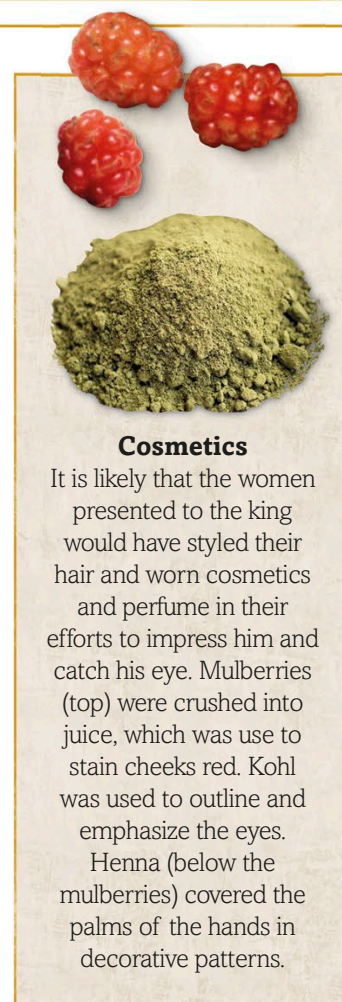 Cosmetics
It is likely that the women
presented to the king
would have styled their
hair and worn cosmetics
and perfume in their
efforts to impress him and
catch his eye. Mulberries
(top) were crushed into
juice, which was use to
stain cheeks red. Kohl
was used to outline and
emphasize the eyes.
Henna (below the
mulberries) covered the
palms of the hands in
decorative patterns.